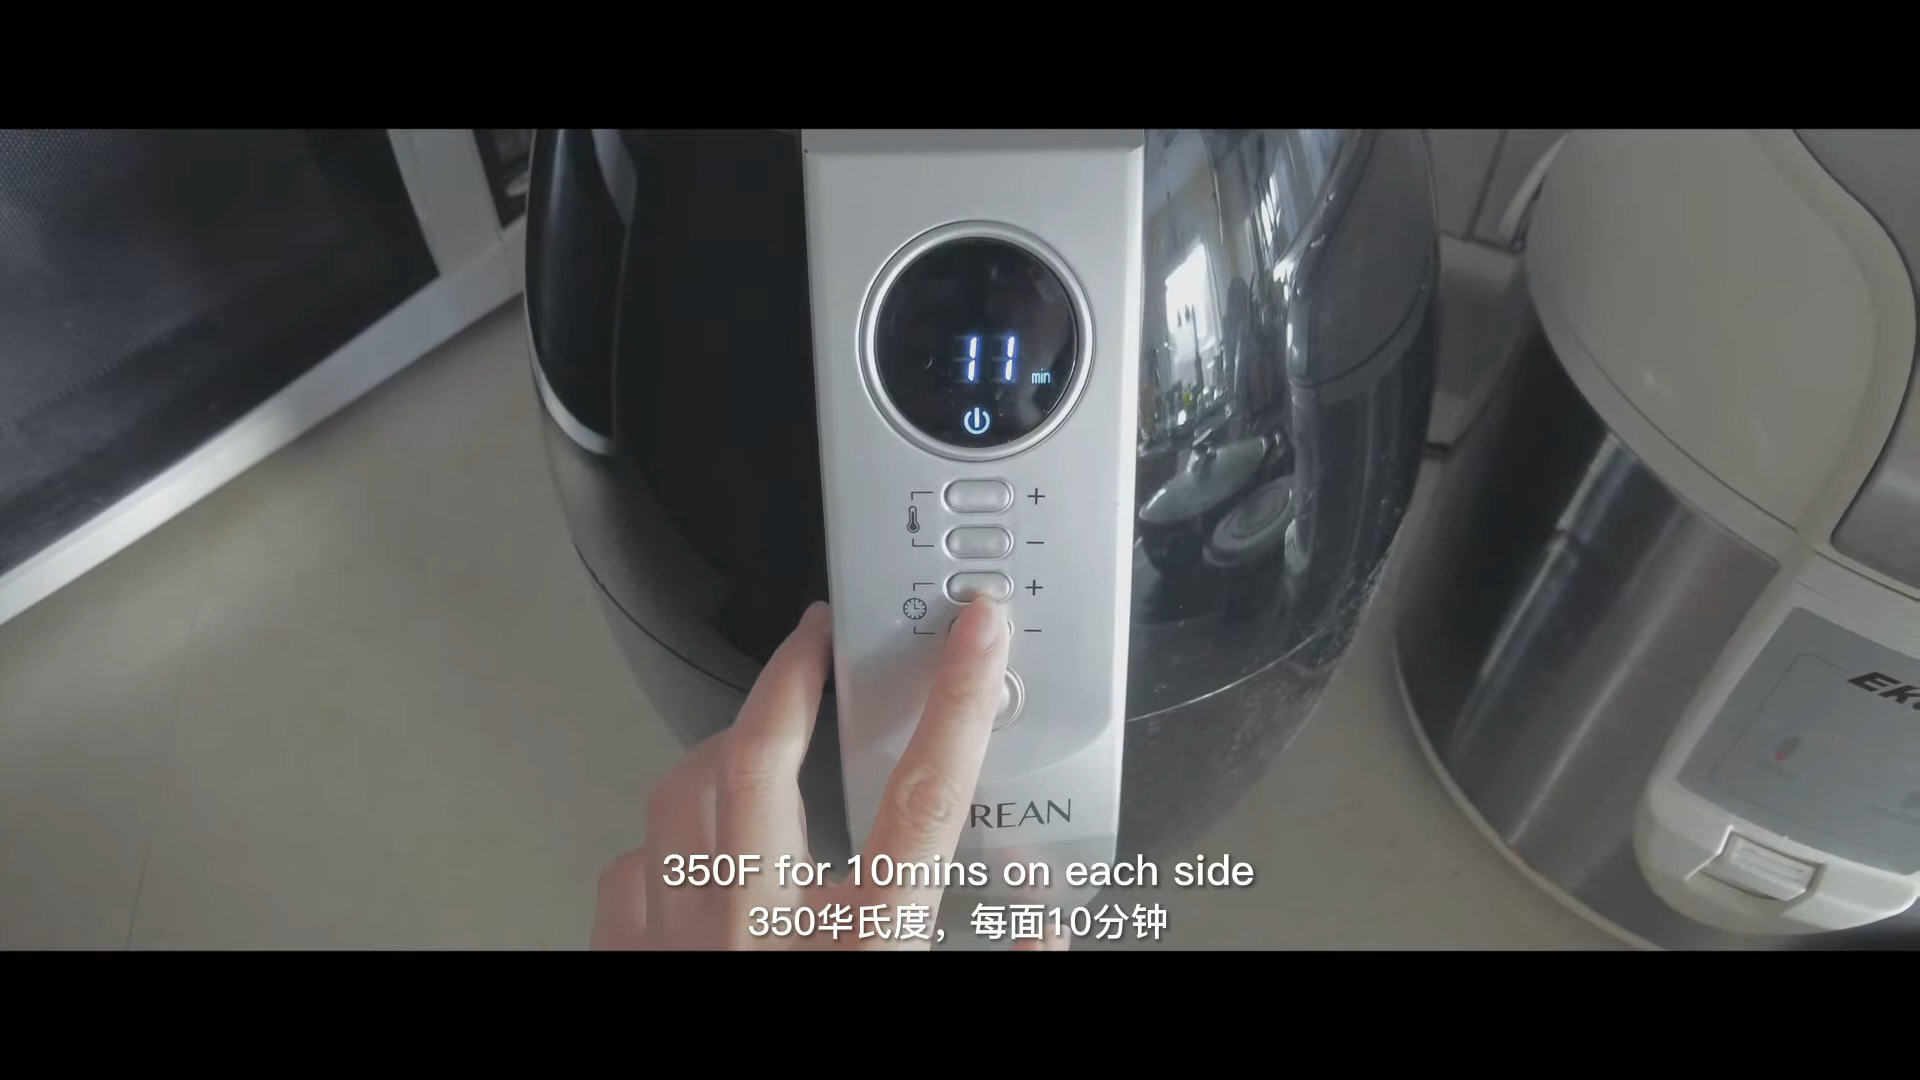 11 min
+
−
+
−
REAN
350F for 10mins on each side
350华氏度，每面10分钟